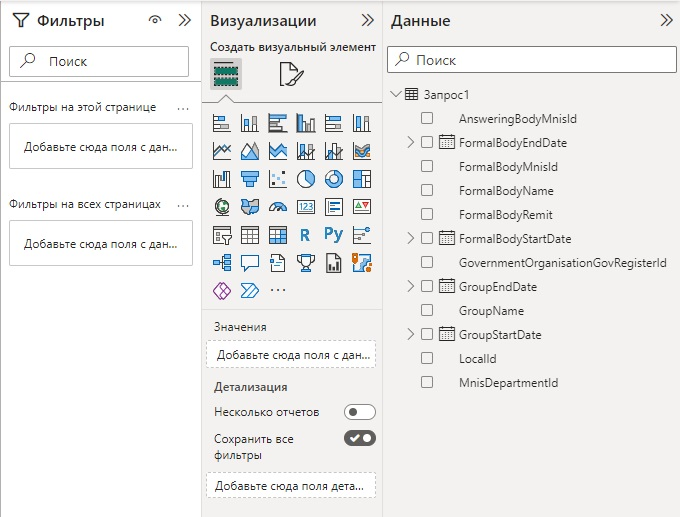 Фильтры
Поиск
Фильтры на этой странице
Добавьте сюда поля с дан...
Фильтры на всех страницах
Добавьте сюда поля с дан...
Визуализации
Создать визуальный элемент
123
R
Py
Значения
Добавьте сюда поля с дан...
Детализация
Несколько отчетов
Сохранить все
фильтры
Добавьте сюда поля дета...
Данные
Поиск
Запрос1
AnsweringBodyMnisId
FormalBodyEndDate
FormalBodyMnisId
FormalBodyName
FormalBodyRemit
FormalBodyStartDate
GovernmentOrganisationGovRegisterId
GroupEndDate
GroupName
GroupStartDate
LocalId
MnisDepartmentId